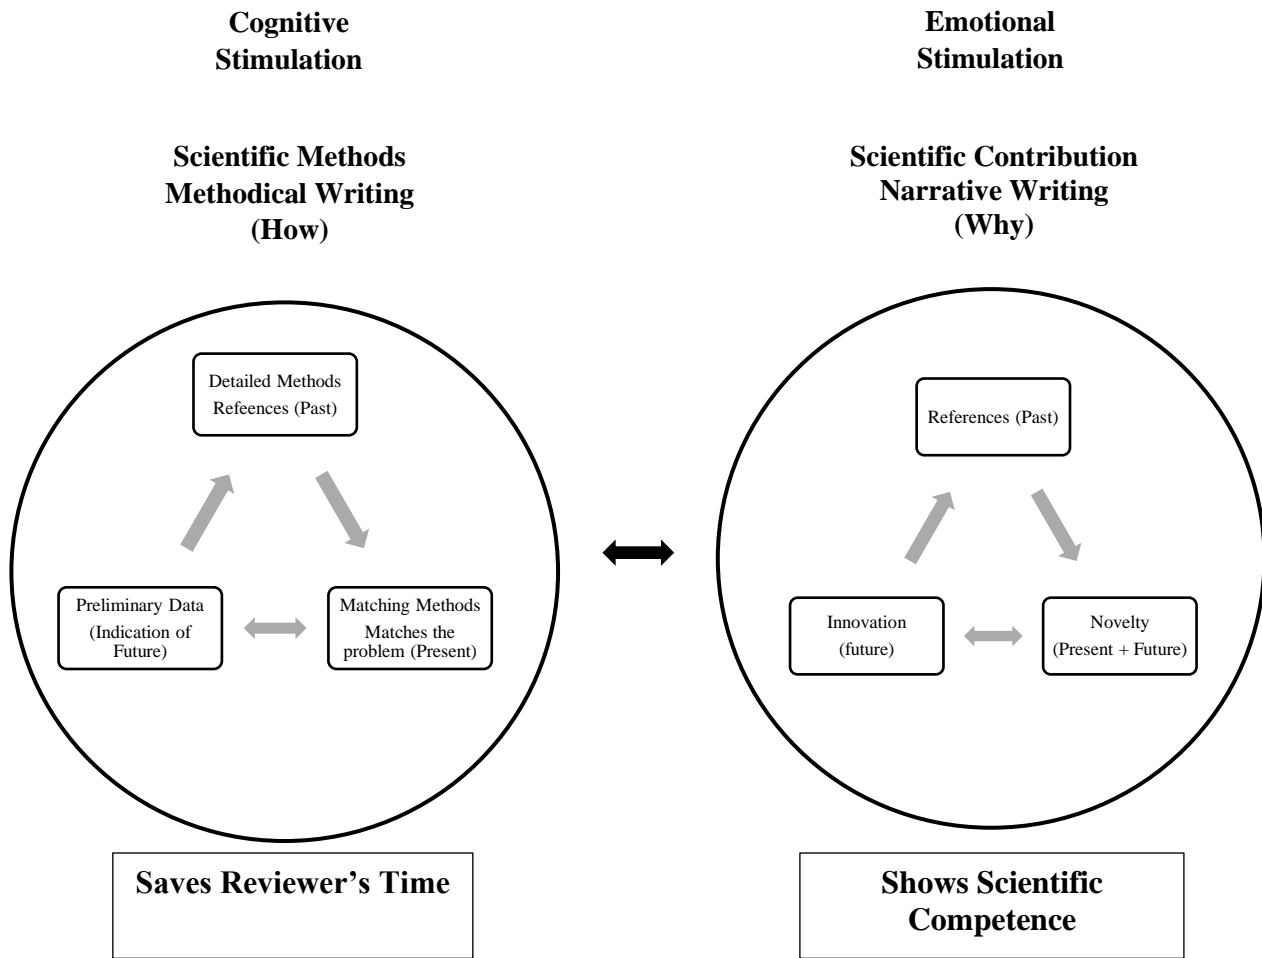 Cognitive
Stimulation
Scientific Methods
Methodical Writing
(How)
Detailed Methods
Refeences (Past)
Preliminary Data
(Indication of
Future)
Matching Methods
Matches the
problem (Present)
Saves Reviewer’s Time
Emotional
Stimulation
Scientific Contribution
Narrative Writing
(Why)
References (Past)
Innovation
(future)
Novelty
(Present + Future)
Shows Scientific
Competence